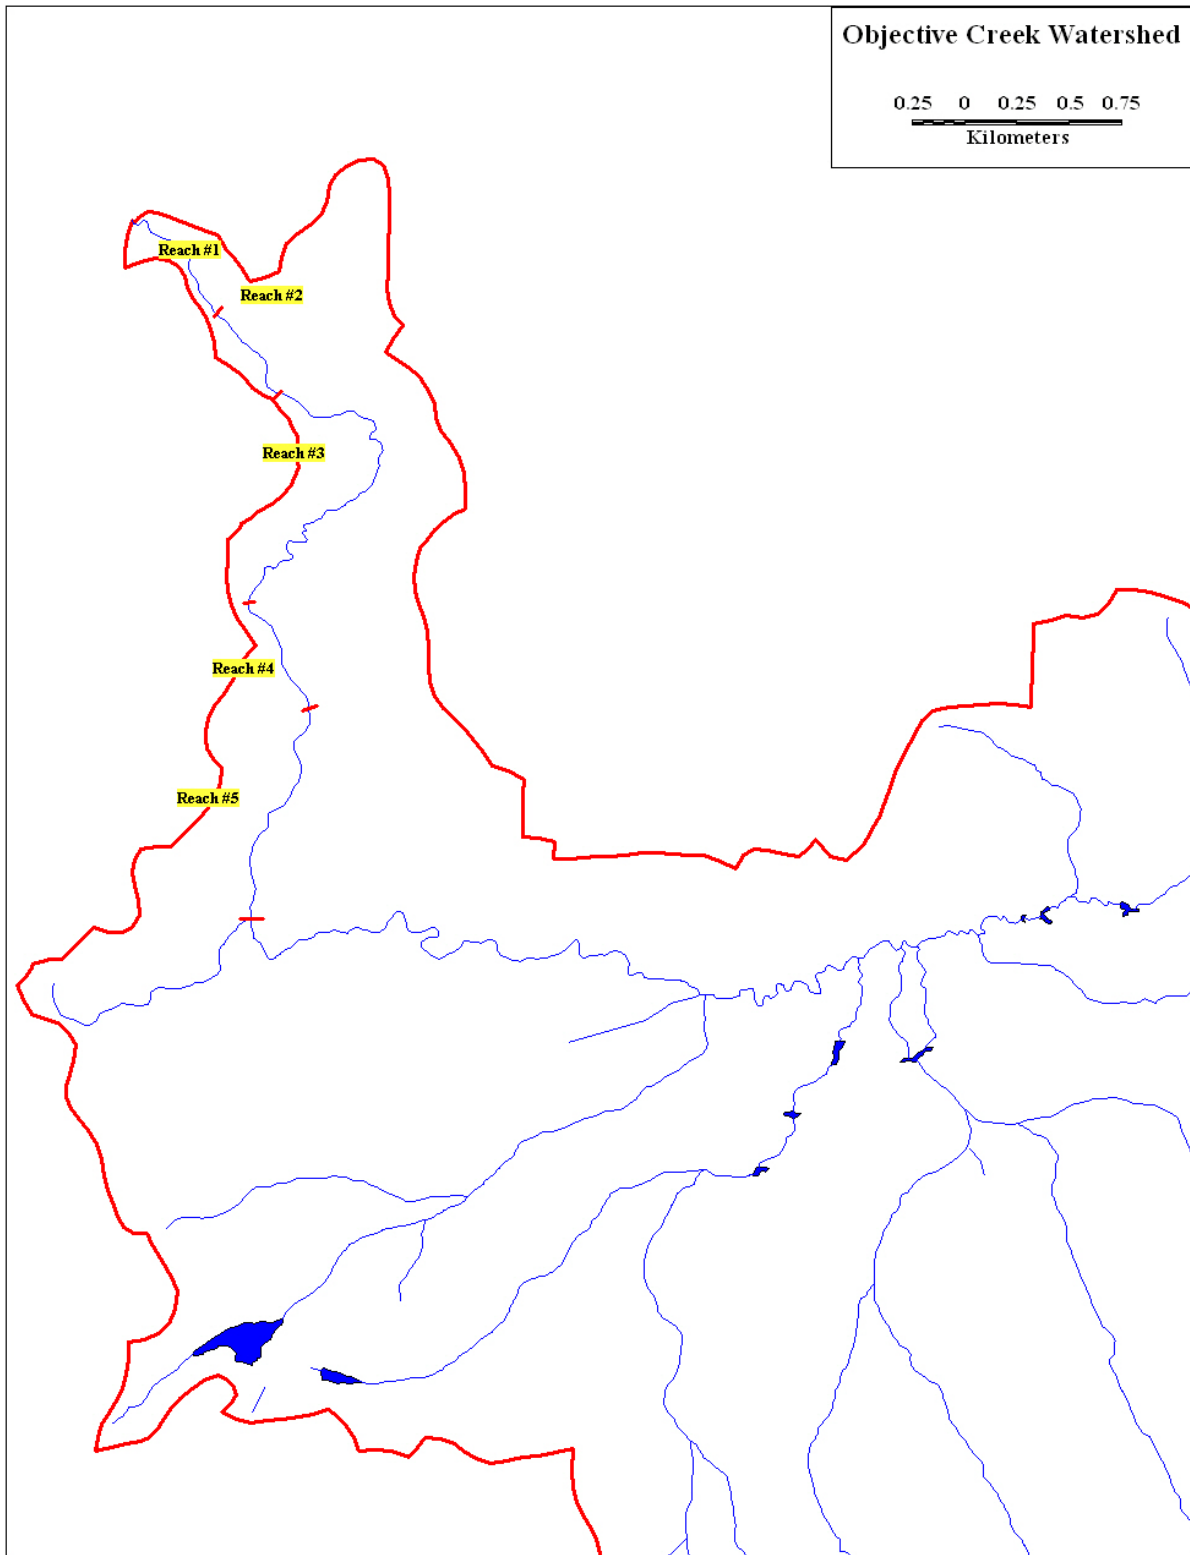 Objective Creek Watershed
0.25 0 0.25 0.5 0.75
Kilometers
Reach #1
Reach #2
Reach #3
Reach #4
Reach #5